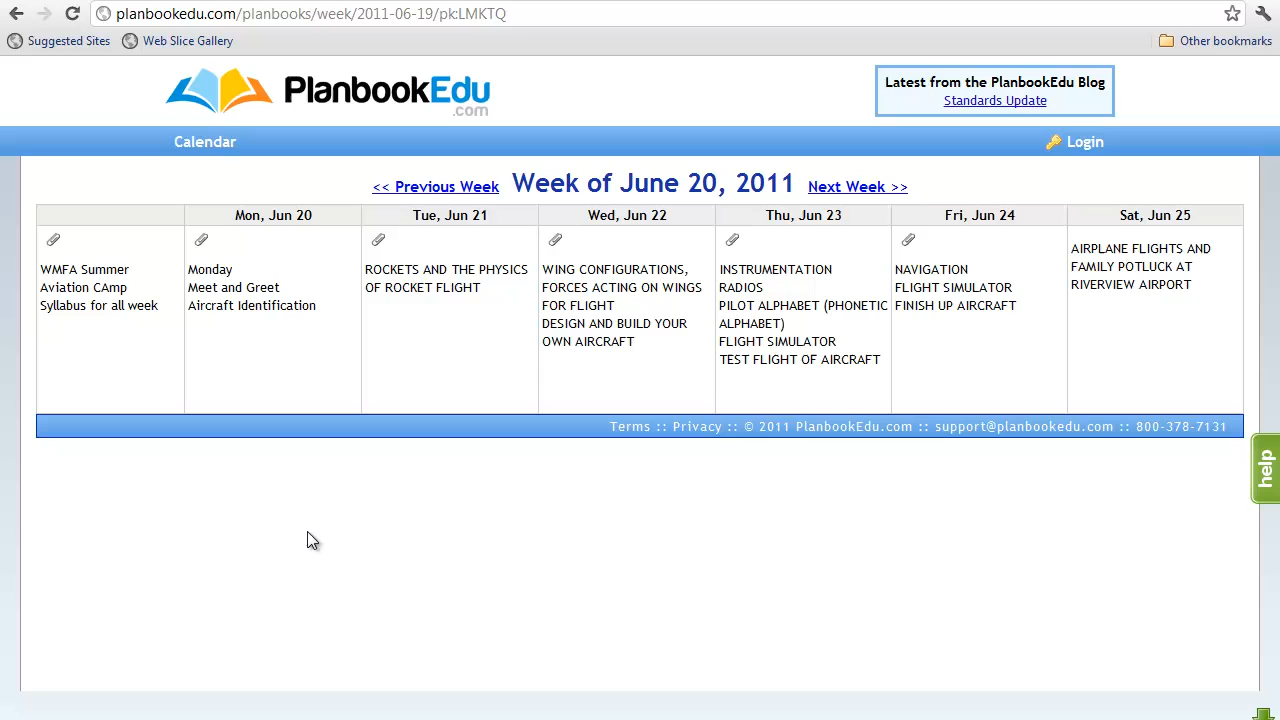 planbookedu.com/planbooks/week/2011-06-19/pk:LMKTQ
Suggested Sites
Web Slice Gallery
Other bookmarks
PlanbookEdu
.com
Latest from the PlanbookEdu Blog
Standards Update
Calendar
Login
<< Previous Week
Week of June 20, 2011
Next Week >>
Mon, Jun 20
Tue, Jun 21
Wed, Jun 22
Thu, Jun 23
Fri, Jun 24
Sat, Jun 25
WMFA Summer
Aviation CAmp
Syllabus for all week
Monday
Meet and Greet
Aircraft Identification
ROCKETS AND THE PHYSICS
OF ROCKET FLIGHT
WING CONFIGURATIONS,
FORCES ACTING ON WINGS
FOR FLIGHT
DESIGN AND BUILD YOUR
OWN AIRCRAFT
INSTRUMENTATION
RADIOS
PILOT ALPHABET (PHONETIC
ALPHABET)
FLIGHT SIMULATOR
TEST FLIGHT OF AIRCRAFT
NAVIGATION
FLIGHT SIMULATOR
FINISH UP AIRCRAFT
AIRPLANE FLIGHTS AND
FAMILY POTLUCK AT
RIVERVIEW AIRPORT
Terms :: Privacy :: © 2011 PlanbookEdu.com :: support@planbookedu.com :: 800-378-7131
help